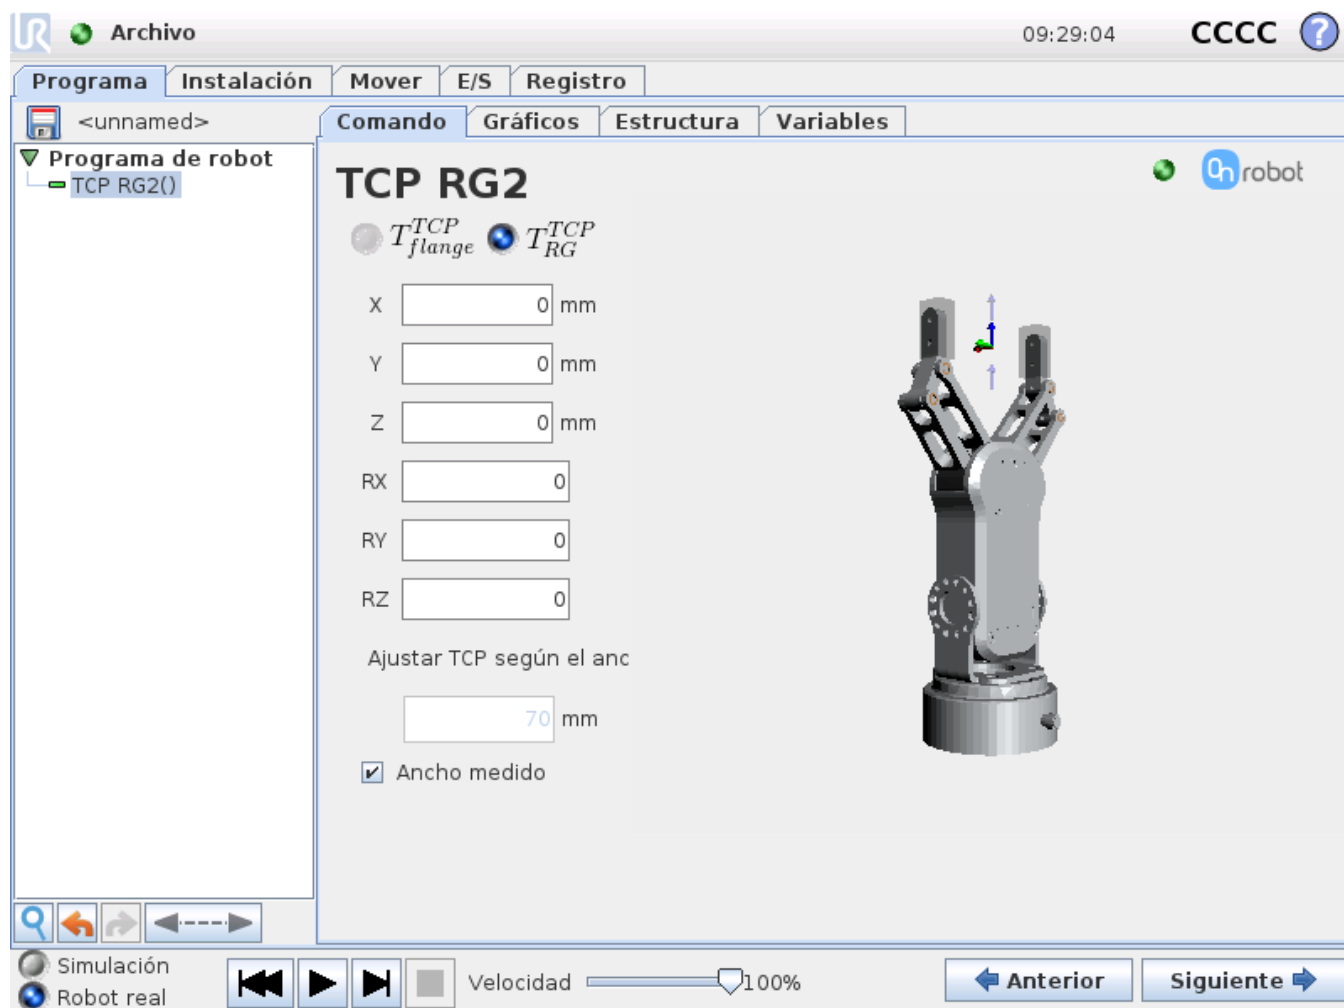 UR Archivo 09:29:04 CCCC ?
Programa Instalación Mover E/S Registro
<unnamed>
Comando Gráficos Estructura Variables
Programa de robot
TCP RG2()
TCP RG2
On robot
T TCP flange T TCP RG
X 0 mm
Y 0 mm
Z 0 mm
RX 0
RY 0
RZ 0
Ajustar TCP según el anc
70 mm
Ancho medido
Simulación
Robot real
Velocidad 100%
Anterior Siguiente